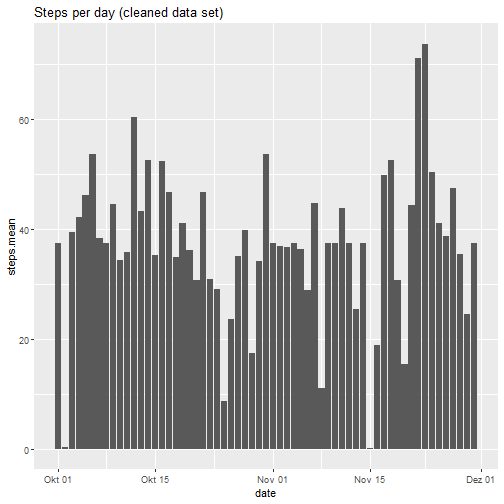 Steps per day (cleaned data set)
steps.mean
60
40
20
0
Okt 01 Okt 15 Nov 01 Nov 15 Dez 01
date